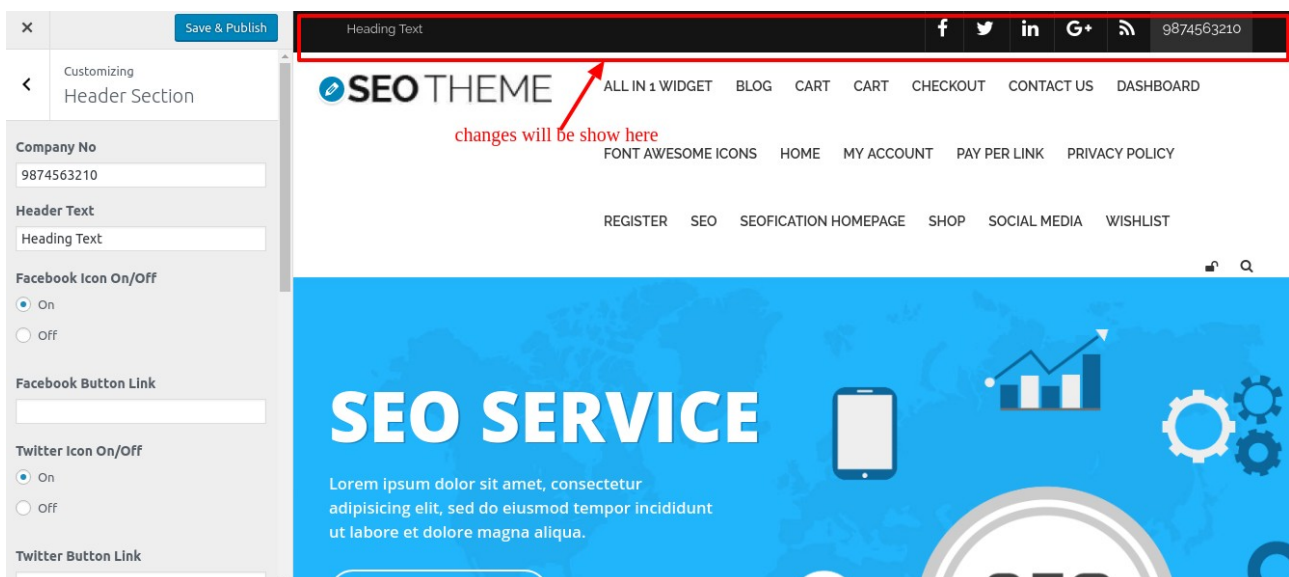 Save & Publish
Customizing
Header Section
Company No
9874563210
Header Text
Heading Text
Facebook Icon On/Off
On
Off
Facebook Button Link
Twitter Icon On/Off
On
Off
Twitter Button Link
Heading Text
f in G+ 9874563210
SEO THEME
ALL IN 1 WIDGET BLOG CART CART CHECKOUT CONTACT US DASHBOARD
changes will be show here
FONT AWESOME ICONS HOME MY ACCOUNT PAY PER LINK PRIVACY POLICY
REGISTER SEO SEOFICATION HOMEPAGE SHOP SOCIAL MEDIA WISHLIST
SEO SERVICE
Lorem ipsum dolor sit amet, consectetur
adipisicing elit, sed do eiusmod tempor incididunt
ut labore et dolore magna aliqua.